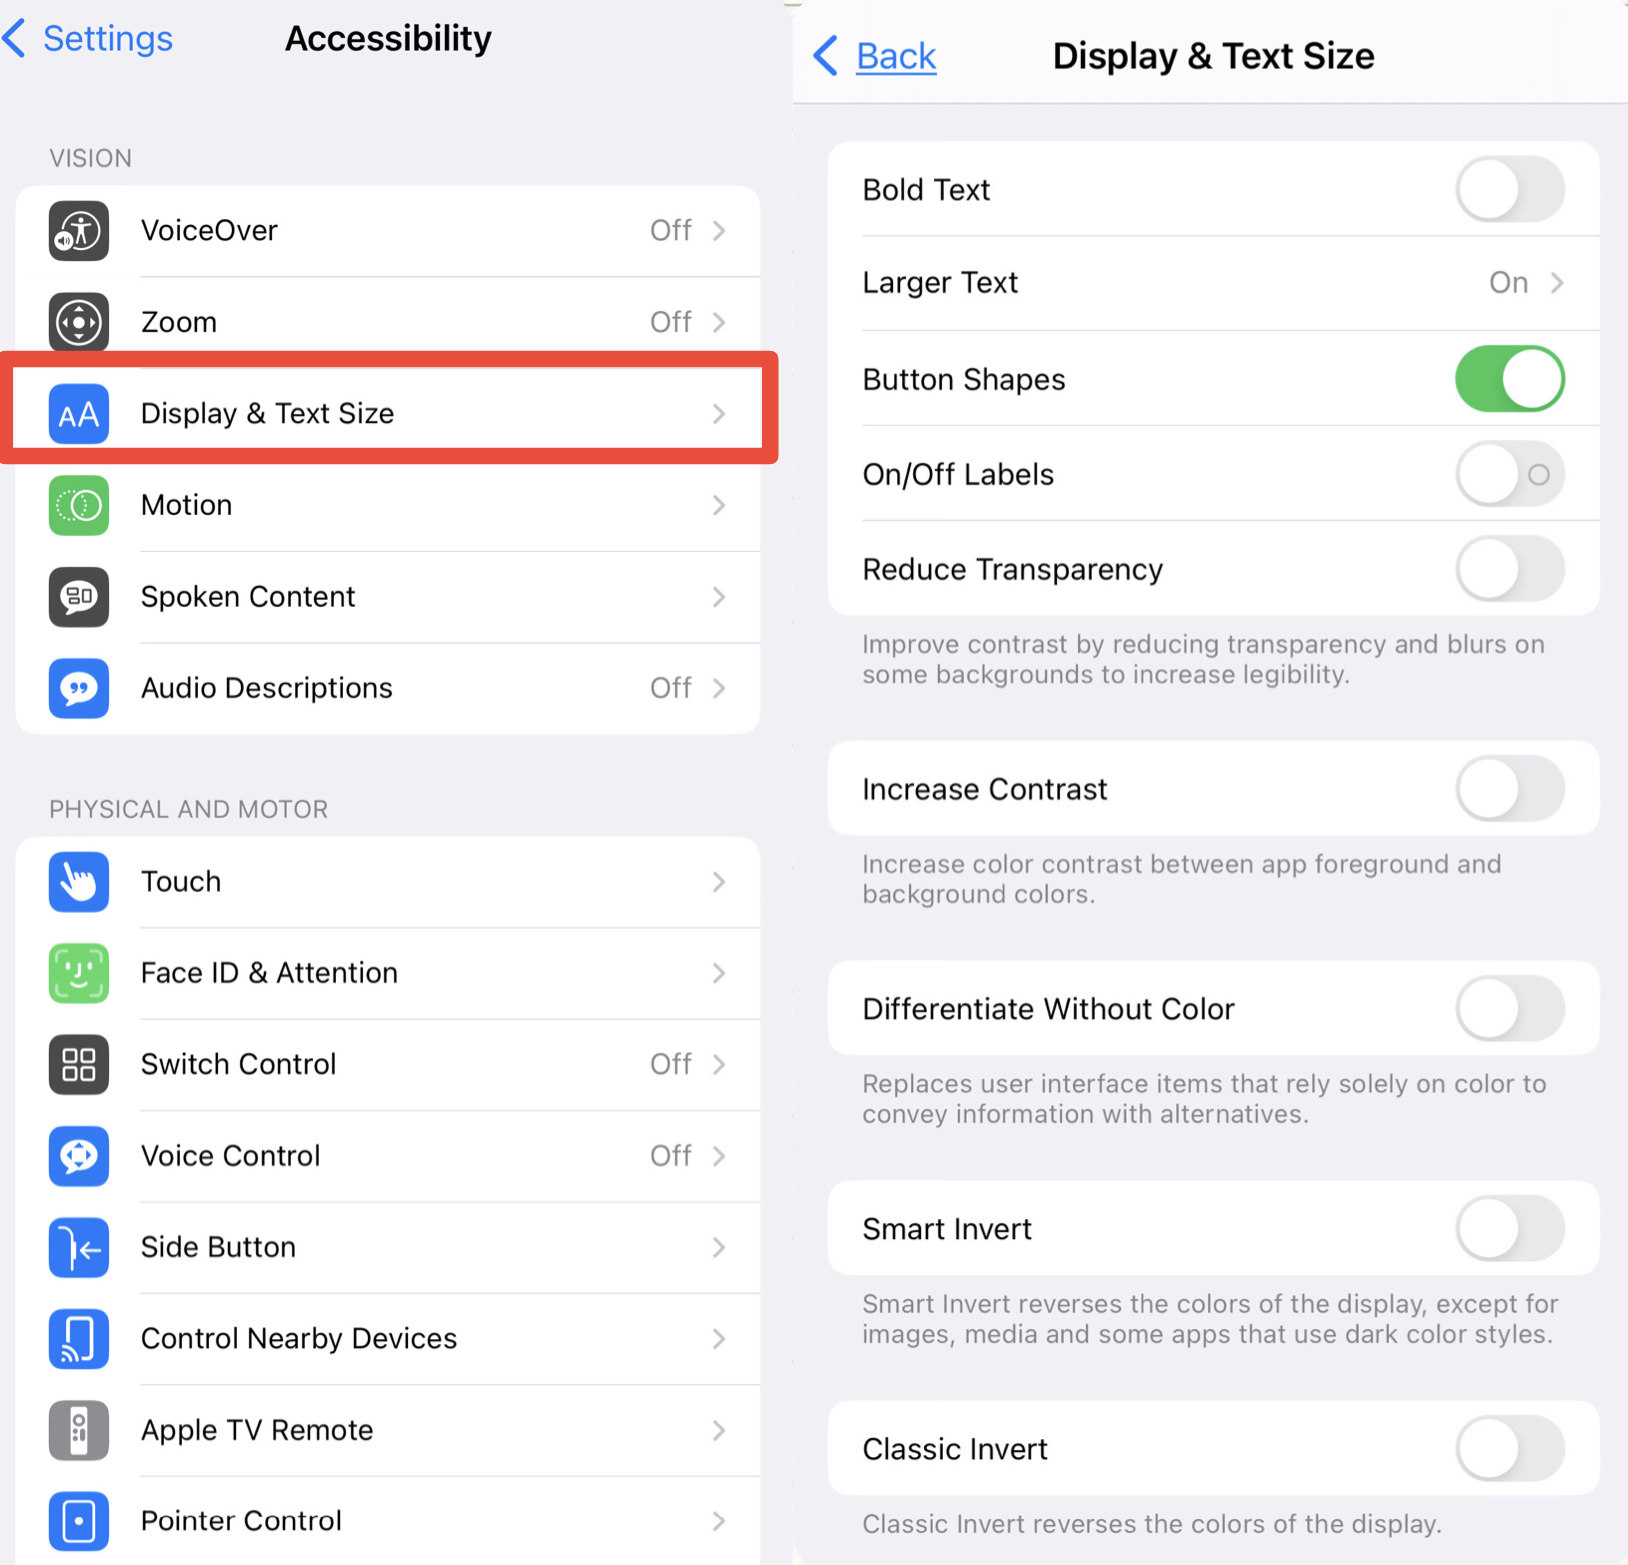 Settings
Accessibility
VISION
VoiceOver Off
Zoom Off
AA Display & Text Size
Motion
Spoken Content
Audio Descriptions Off
PHYSICAL AND MOTOR
Touch
Face ID & Attention
Switch Control Off
Voice Control Off
Side Button
Control Nearby Devices
Apple TV Remote
Pointer Control
Back
Display & Text Size
Bold Text
Larger Text On
Button Shapes
On/Off Labels
Reduce Transparency
Improve contrast by reducing transparency and blurs on
some backgrounds to increase legibility.
Increase Contrast
Increase color contrast between app foreground and
background colors.
Differentiate Without Color
Replaces user interface items that rely solely on color to
convey information with alternatives.
Smart Invert
Smart Invert reverses the colors of the display, except for
images, media and some apps that use dark color styles.
Classic Invert
Classic Invert reverses the colors of the display.